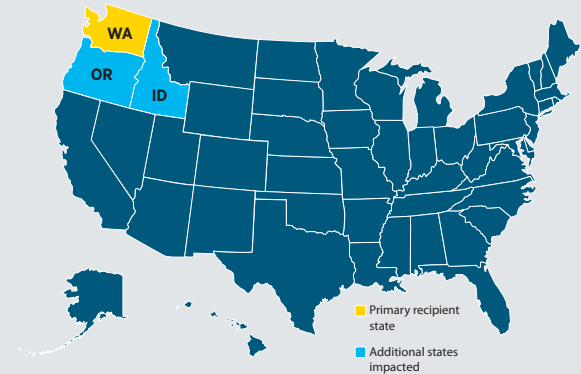 WA
OR
ID
Primary recipient
state
Additional states
impacted